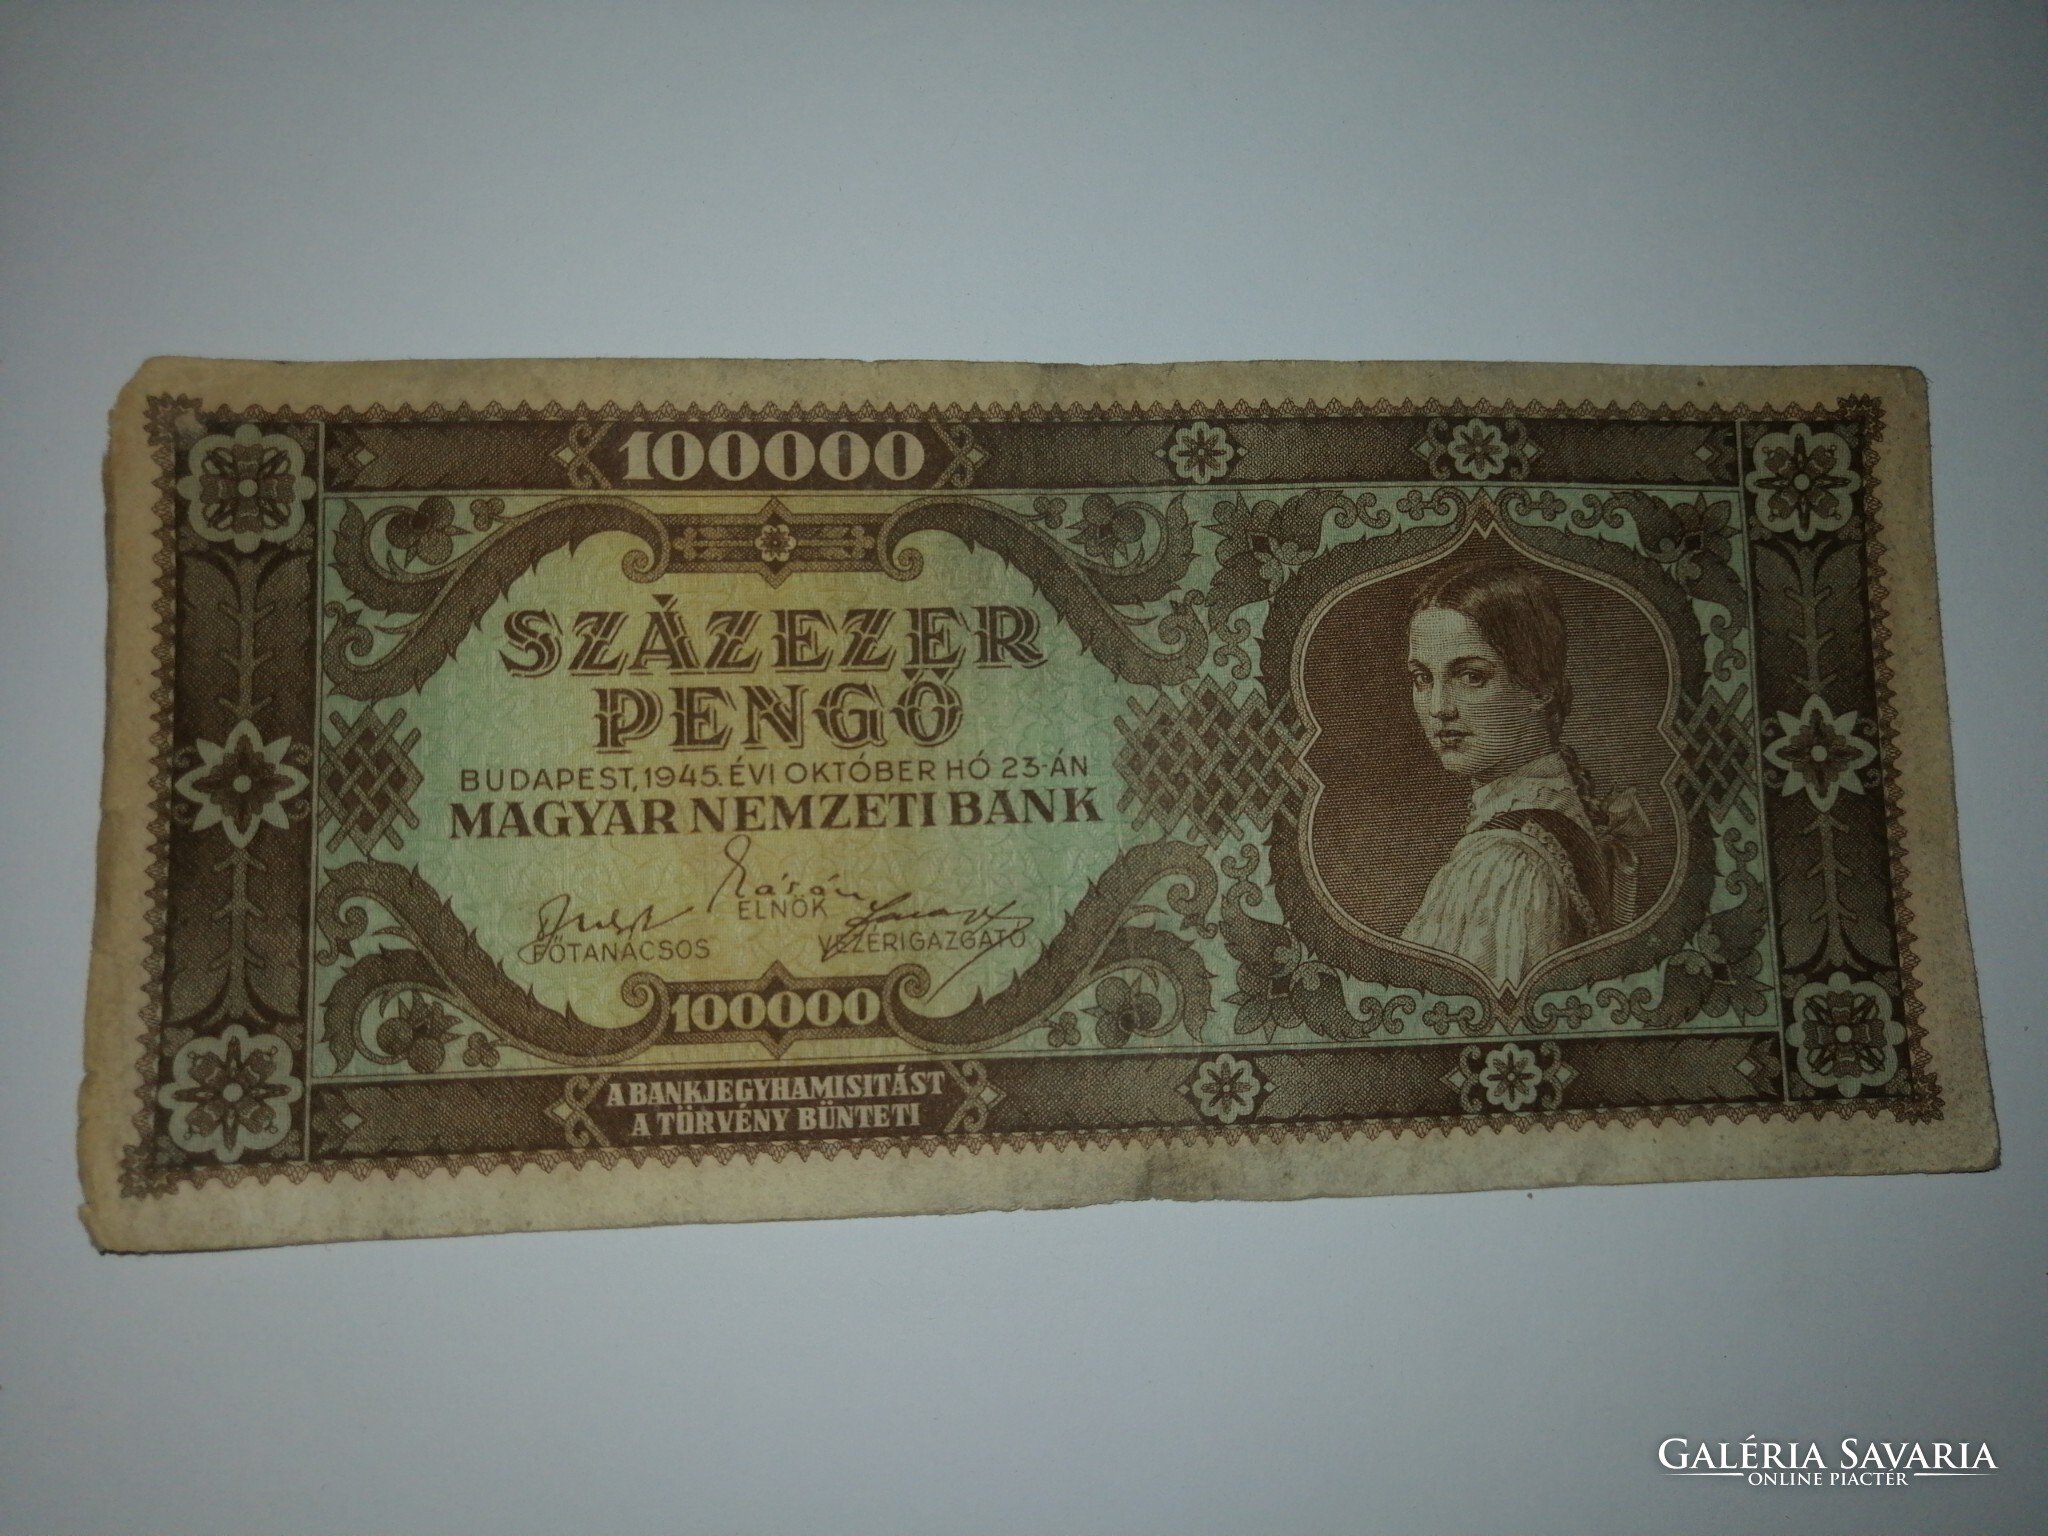 100000
SZÁZEZER
PENGŐ
BUDAPEST, 1945. ÉVI OKTÓBER HÓ 23-ÁN
MAGYAR NEMZETI BANK
ELNÖK
FŐTANÁCSOS
VEZÉRIGAZGATÓ
100000
A BANKJEGYHAMISITÁST
A TÖRVÉNY BÜNTETI
GALÉRIA SAVARIA
ONLINE PIACTÉR